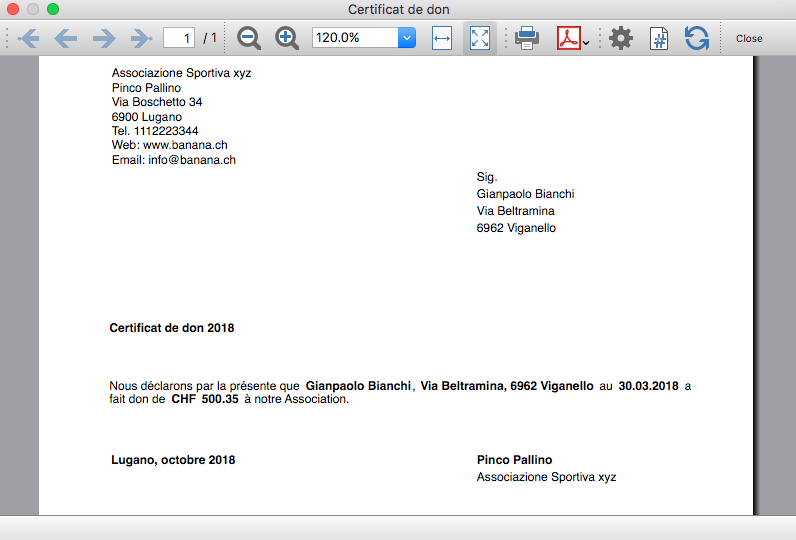 Certificat de don
1 / 1 120.0% Close
Associazione Sportiva xyz
Pinco Pallino
Via Boschetto 34
6900 Lugano
Tel. 1112223344
Web: www.banana.ch
Email: info@banana.ch
Sig.
Gianpaolo Bianchi
Via Beltramina
6962 Viganello
Certificat de don 2018
Nous déclarons par la présente que Gianpaolo Bianchi, Via Beltramina, 6962 Viganello au 30.03.2018 a
fait don de CHF 500.35 à notre Association.
Lugano, octobre 2018 Pinco Pallino
Associazione Sportiva xyz